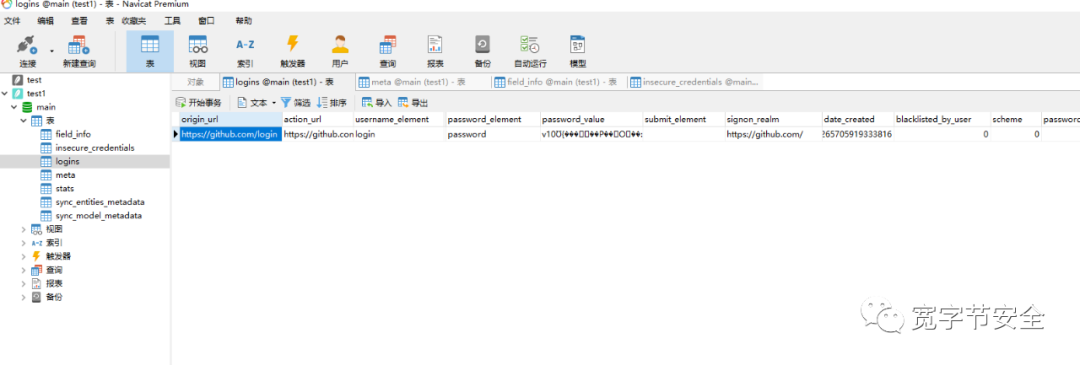 logins @main (test1) - 表 - Navicat Premium
文件 编辑 查看 表 收藏夹 工具 窗口 帮助
连接 新建查询 表 视图 索引 触发器 用户 查询 报表 备份 自动运行 模型
对象 logins @main (test1) - 表 meta @main (test1) - 表 field_info @main (test1) - 表 insecure_credentials @main...
开始事务 文本 筛选 排序 导入 导出
origin_url action_url username_element password_element password_value submit_element signon_realm date_created blacklisted_by_user scheme password
https://github.com/login https://github.con login password https://github.com/ 265705919333816 0 0
test
test1
main
表
field_info
insecure_credentials
logins
meta
stats
sync_entities_metadata
sync_model_metadata
视图
A-Z 索引
触发器
查询
报表
备份
宽字节安全